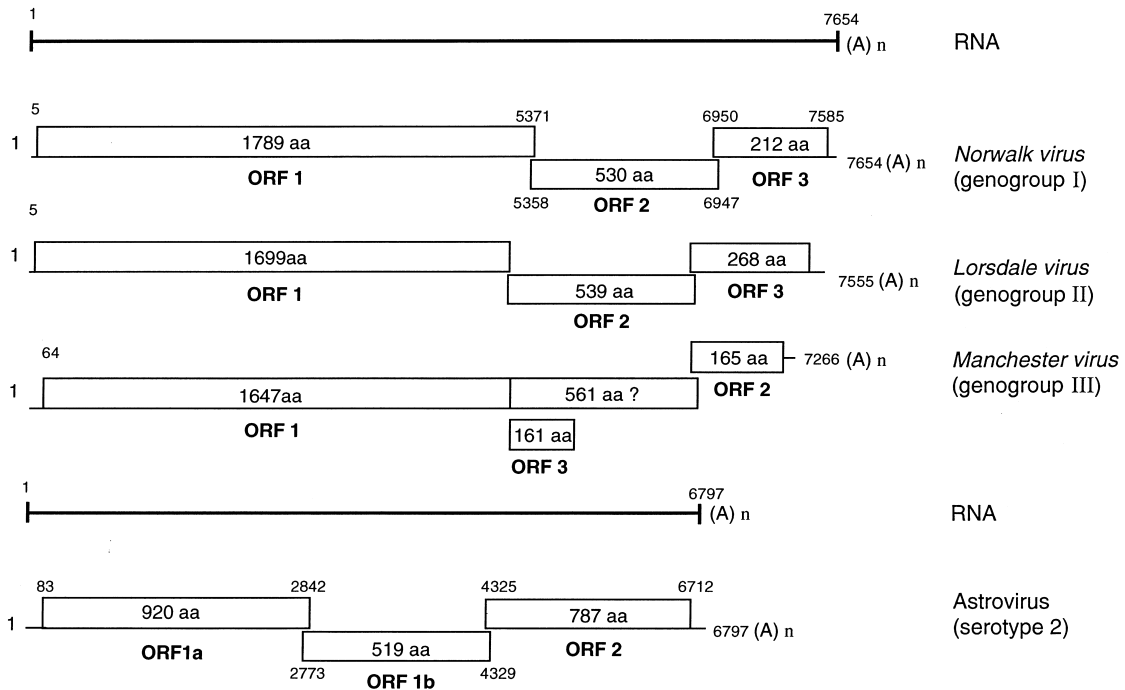 1
7654
(A) n
RNA
5
5371
6950
7585
1
1789 aa
212 aa
7654 (A) n
Norwalk virus
(genogroup I)
ORF 1
530 aa
ORF 3
5358
ORF 2
6947
5
1
1699aa
268 aa
7555 (A) n
Lorsdale virus
(genogroup II)
ORF 1
539 aa
ORF 3
ORF 2
64
165 aa
7266 (A) n
Manchester virus
(genogroup III)
ORF 2
1
1647aa
561 aa ?
ORF 1
161 aa
ORF 3
1
6797
(A) n
RNA
83
2842
4325
6712
1
920 aa
787 aa
6797 (A) n
Astrovirus
(serotype 2)
ORF1a
519 aa
ORF 2
2773
ORF 1b
4329